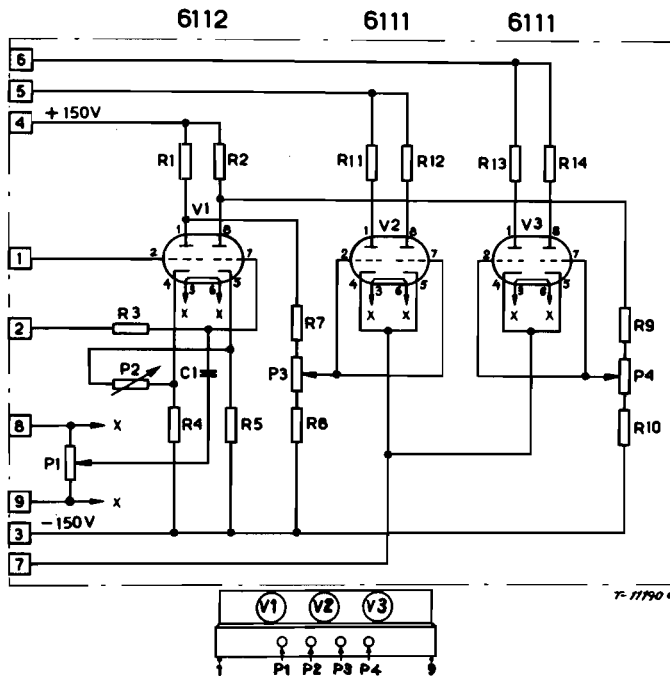 6112 6111 6111
6
5
4 +150V
R1 R2 R11 R12 R13 R14
V1 V2 V3
1 8 1 8 1 8
1 2 7 2 7 2 7
4 3 6 5 4 3 6 5 4 3 6 5
X X X X X X
2 R3 R7 R9
P2 C1 P3 P4
R4 R5 R8 R10
8 X
P1
9 X
3 -150V
7
V1 V2 V3
P1 P2 P3 P4
1 9